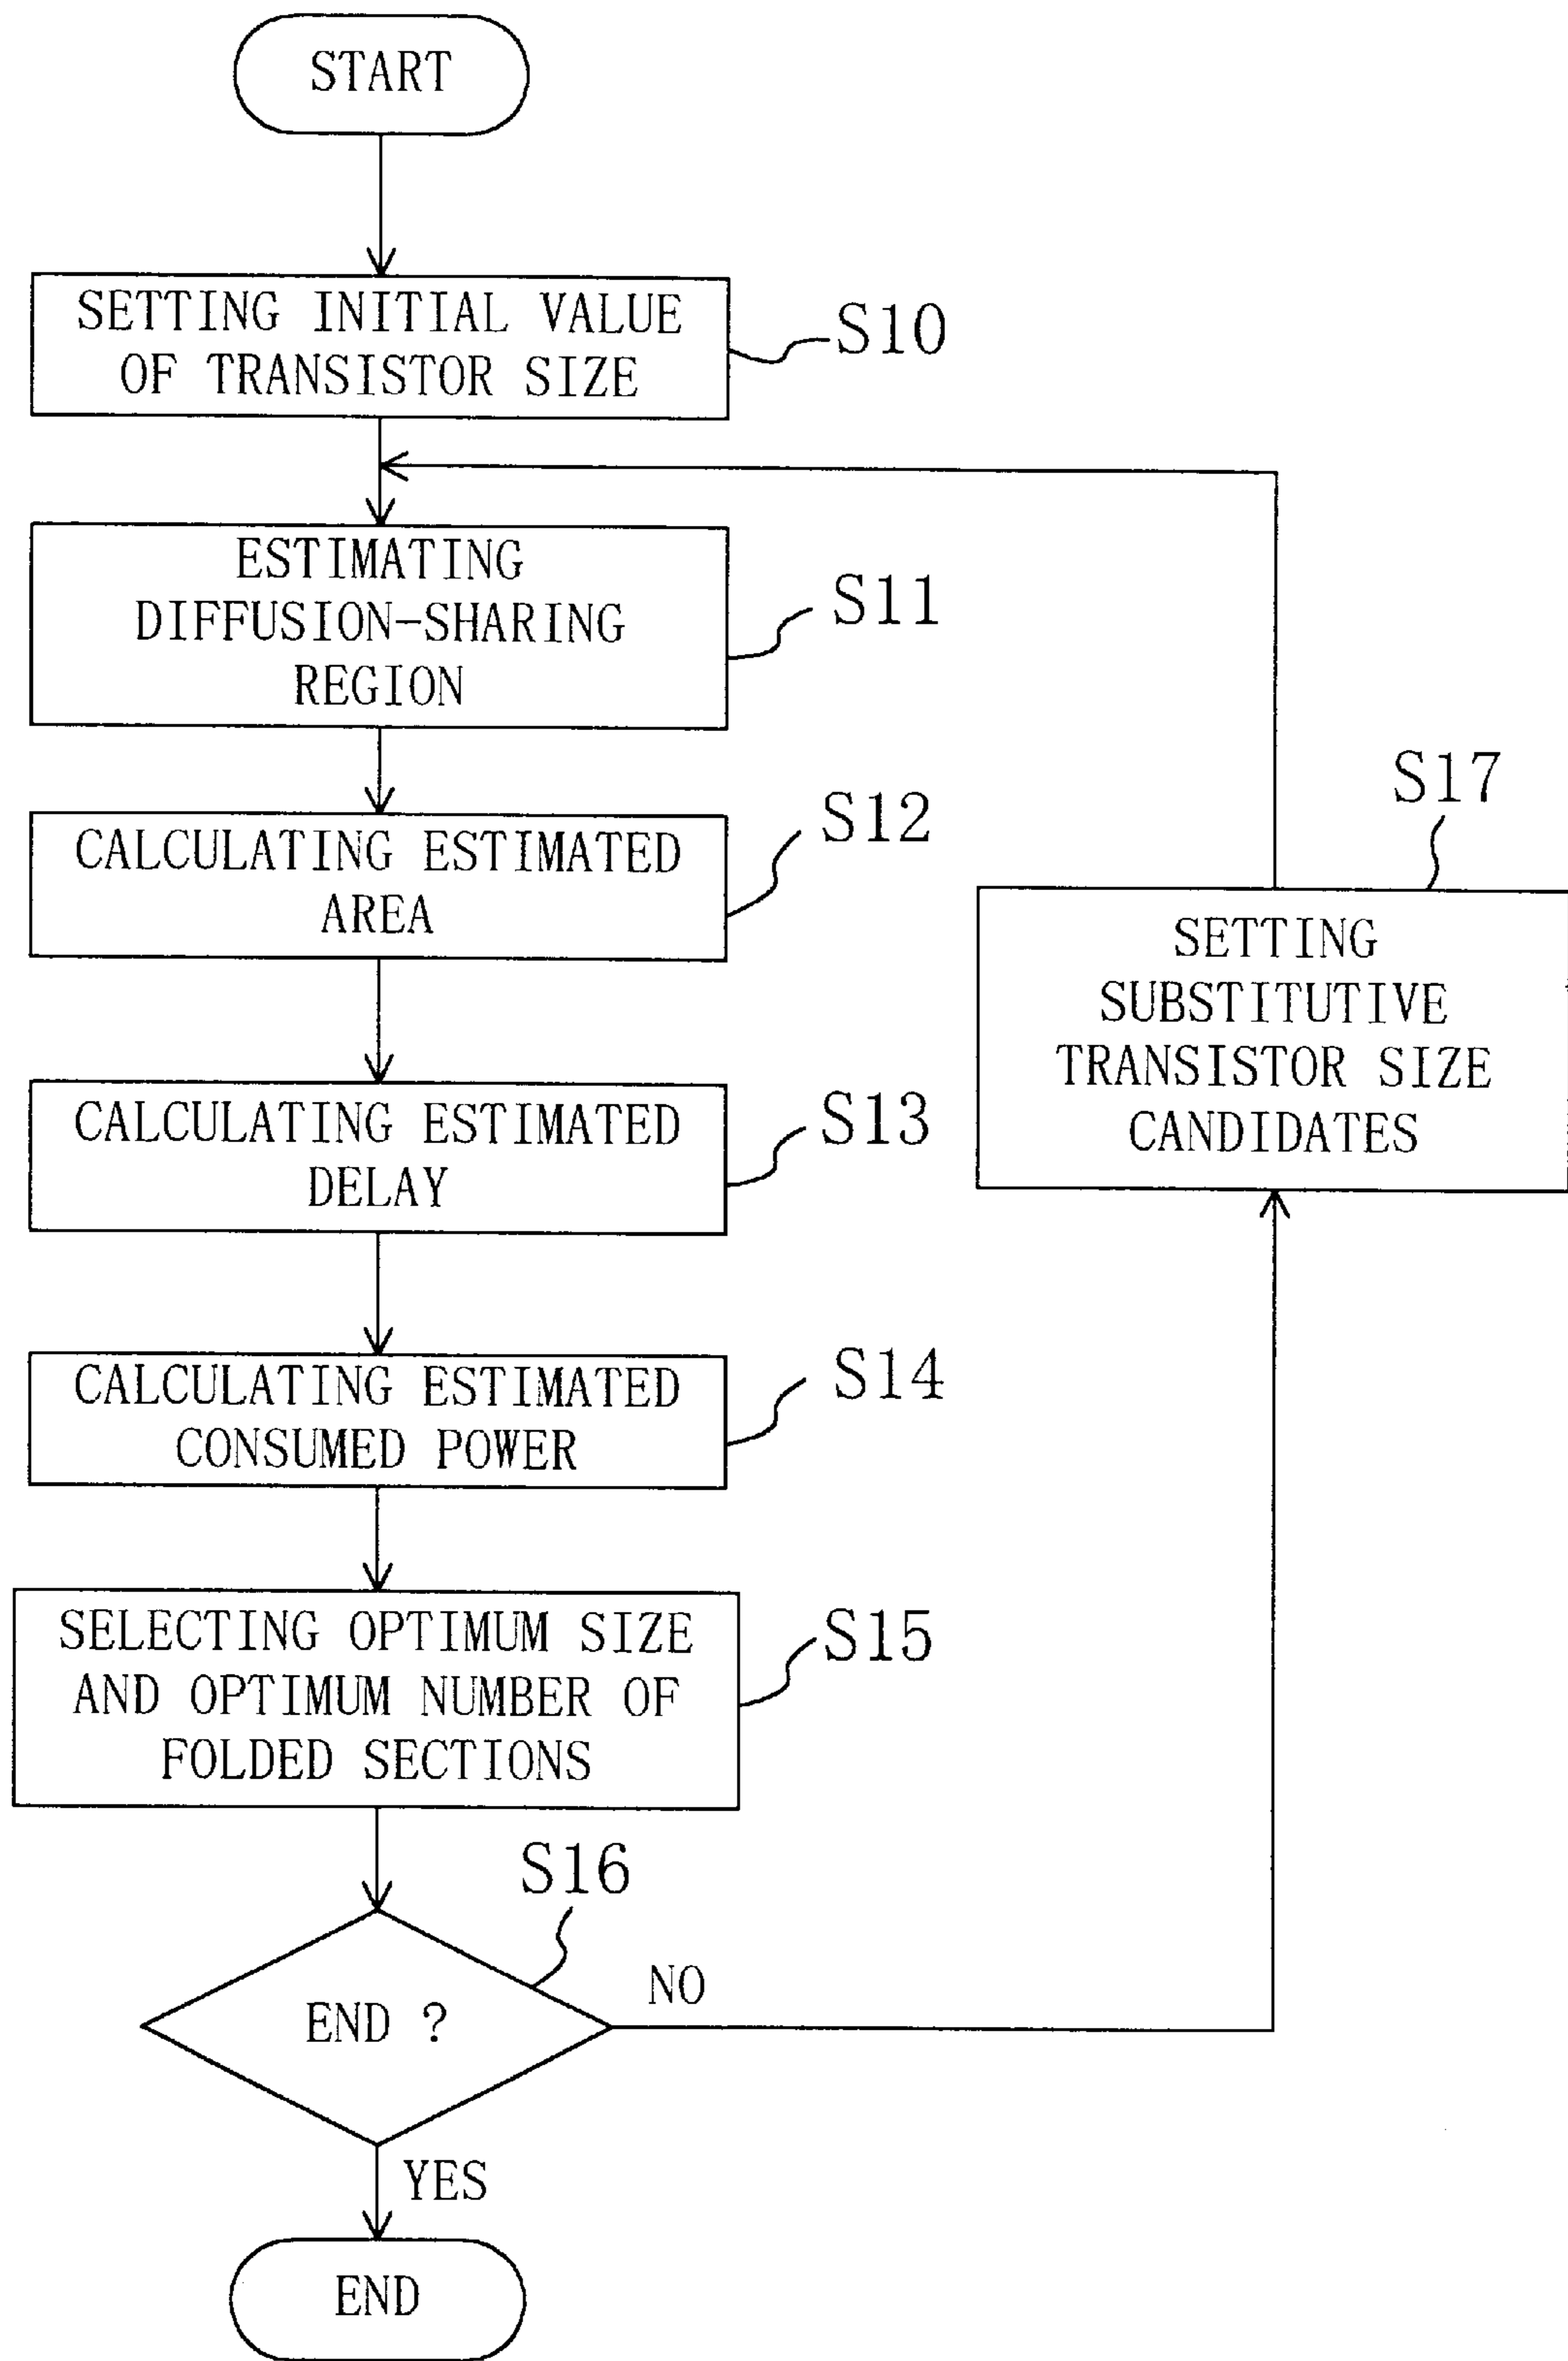 START
SETTING INITIAL VALUE
OF TRANSISTOR SIZE
S10
ESTIMATING
DIFFUSION-SHARING
REGION
S11
CALCULATING ESTIMATED
AREA
S12
CALCULATING ESTIMATED
DELAY
S13
CALCULATING ESTIMATED
CONSUMED POWER
S14
SELECTING OPTIMUM SIZE
AND OPTIMUM NUMBER OF
FOLDED SECTIONS
S15
S16
END ?
NO
YES
END
S17
SETTING
SUBSTITUTIVE
TRANSISTOR SIZE
CANDIDATES